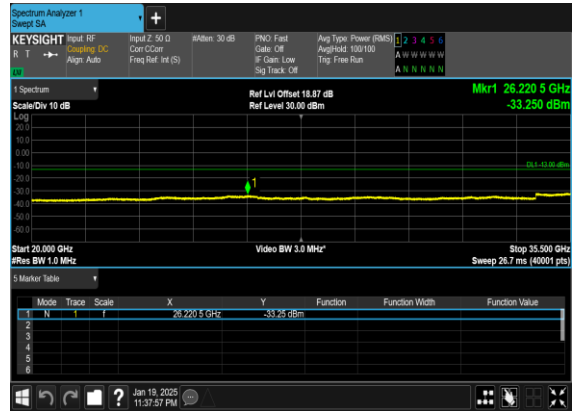 Spectrum Analyzer 1
Swept SA
+
KEYSIGHT Input: RF Input Z: 50 Ω #Atten: 30 dB PNO: Fast Avg Type: Power (RMS) 1 2 3 4 5 6
R T Coupling: DC Corr CCorr Gate: Off Avg|Hold: 100/100 A W W W W W
Align: Auto Freq Ref: Int (S) IF Gain: Low Trig: Free Run
Sig Track: Off A N N N N N
1 Spectrum Ref Lvl Offset 18.87 dB Mkr1 26.220 5 GHz
Scale/Div 10 dB Ref Level 30.00 dBm -33.250 dBm
Log
20.0
10.0
0.00
-10.0
DL1 -13.00 dBm
-20.0
1
-30.0
-40.0
-50.0
-60.0
Start 20.000 GHz Video BW 3.0 MHz* Stop 35.500 GHz
#Res BW 1.0 MHz Sweep 26.7 ms (40001 pts)
5 Marker Table
Mode Trace Scale X Y Function Function Width Function Value
1 N 1 f 26.220 5 GHz -33.25 dBm
2
3
4
5
6
? Jan 19, 2025
11:37:57 PM